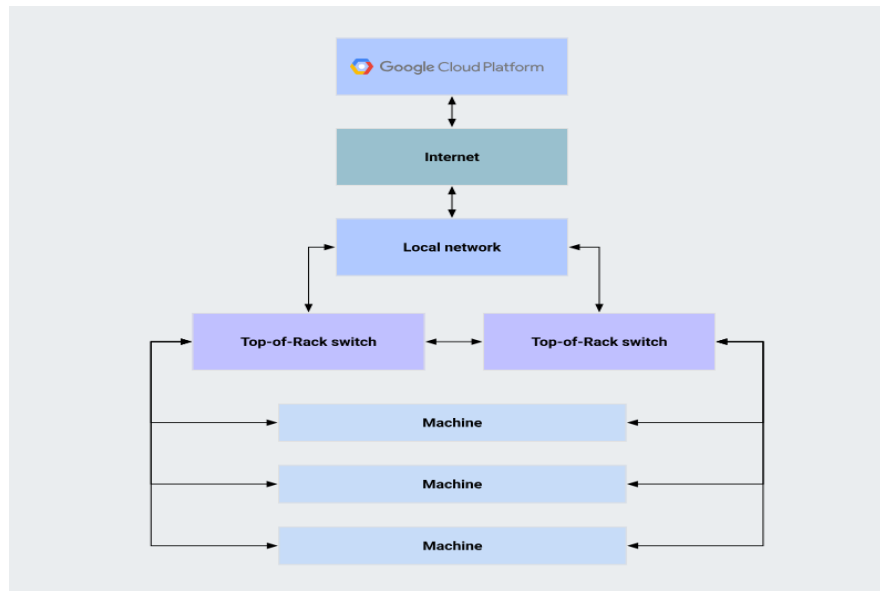 Google Cloud Platform
Internet
Local network
Top-of-Rack switch
Top-of-Rack switch
Machine
Machine
Machine